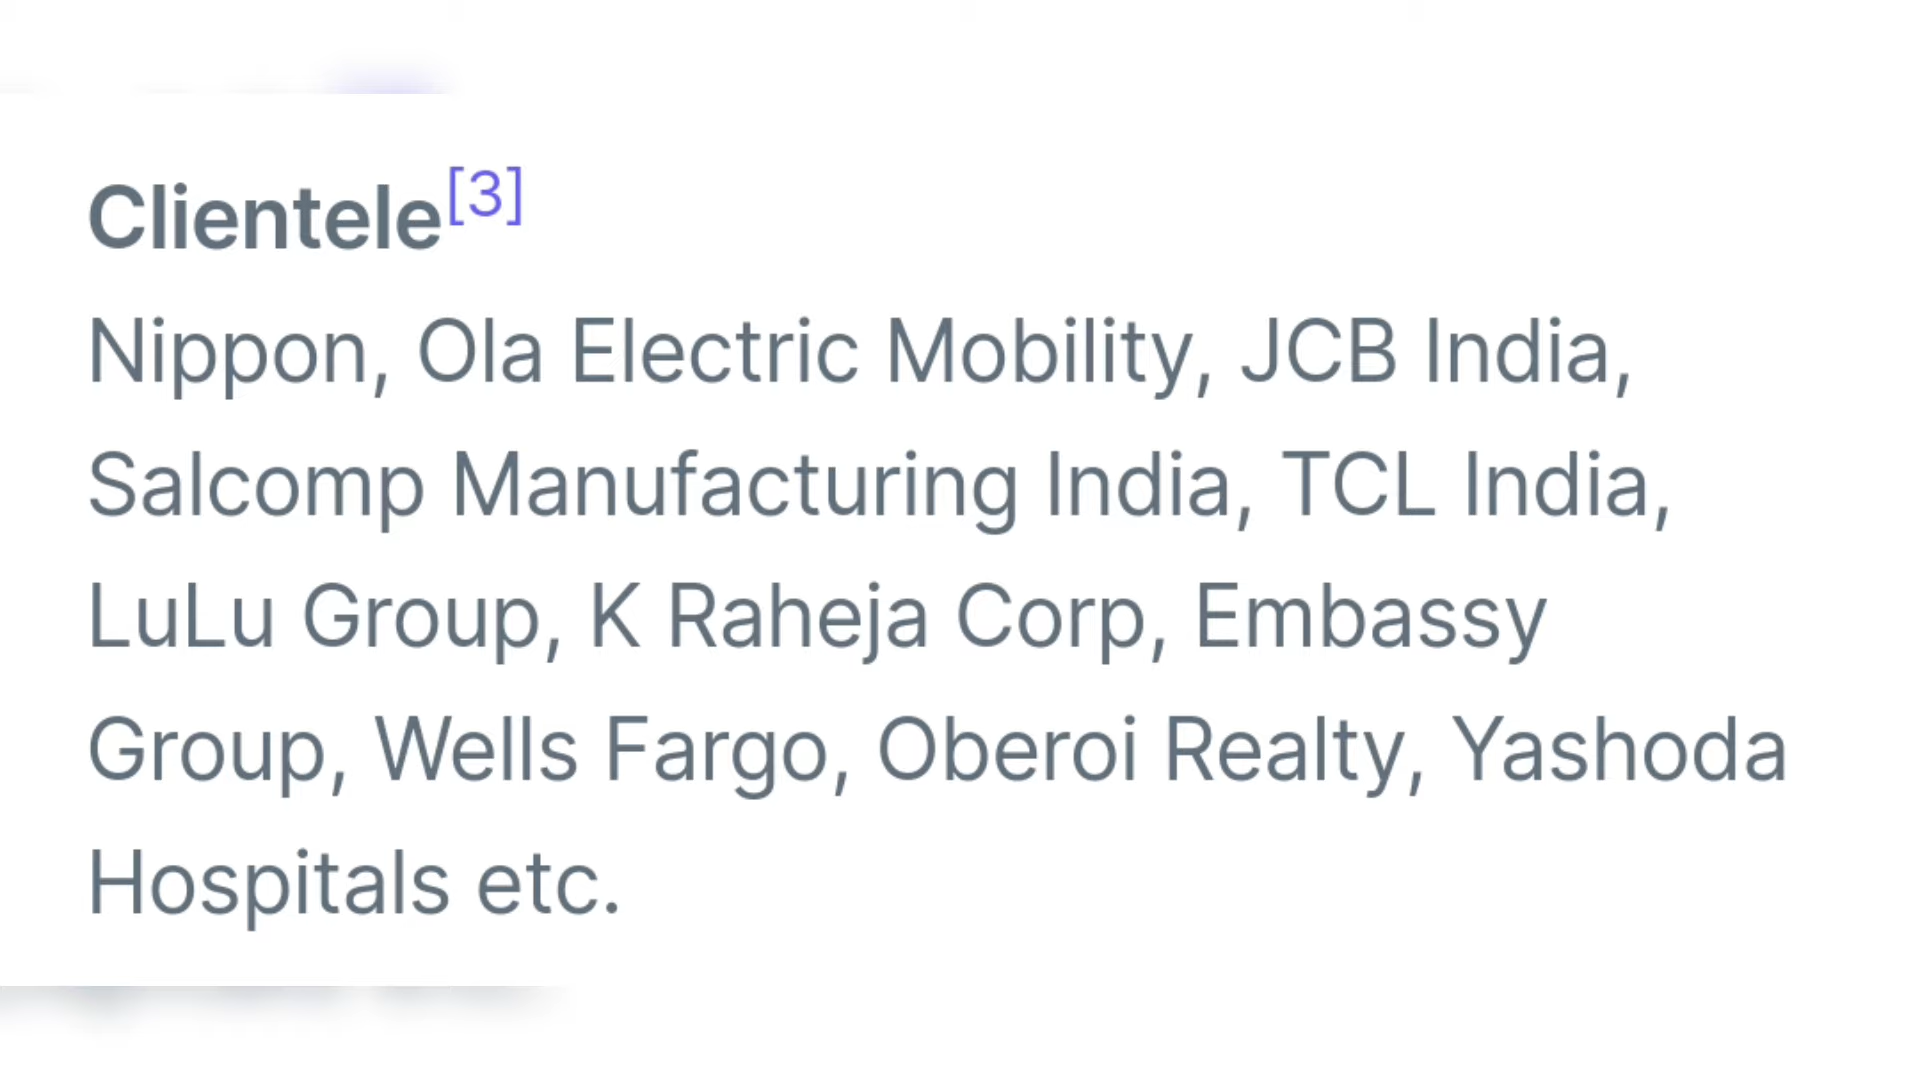 Clientele[3]
Nippon, Ola Electric Mobility, JCB India,
Salcomp Manufacturing India, TCL India,
LuLu Group, K Raheja Corp, Embassy
Group, Wells Fargo, Oberoi Realty, Yashoda
Hospitals etc.